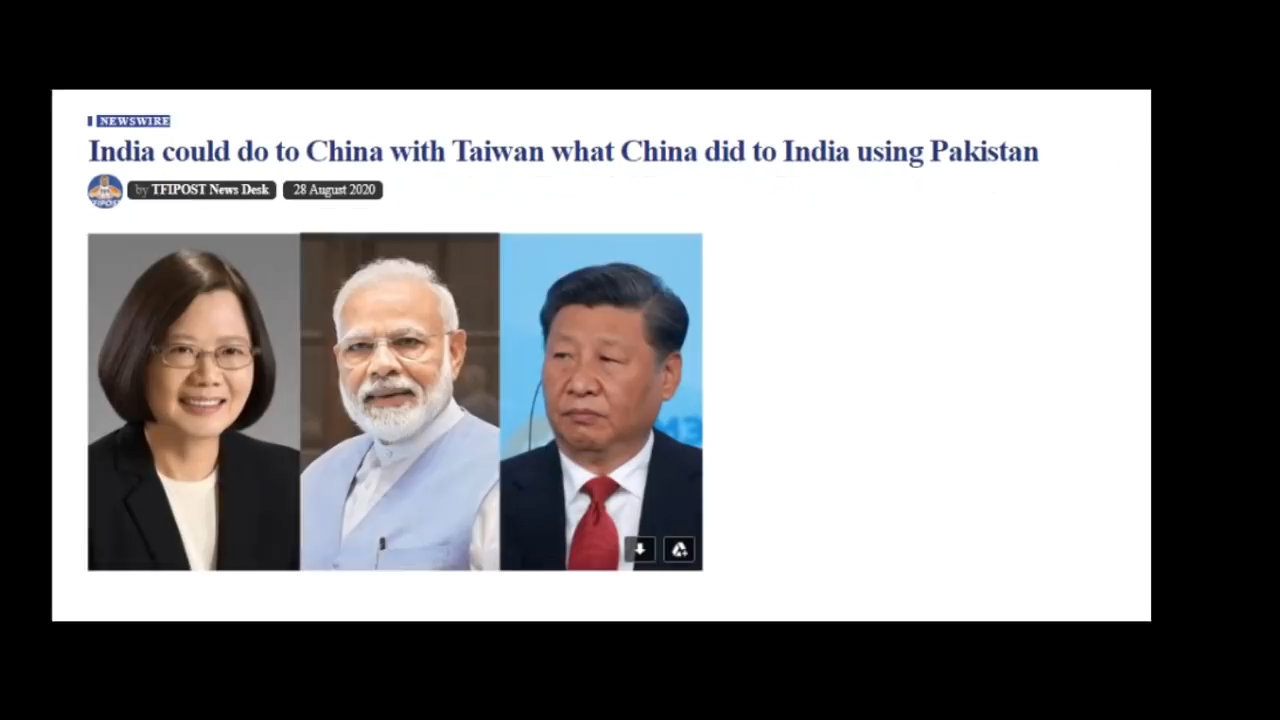 NEWSWIRE
India could do to China with Taiwan what China did to India using Pakistan
by TFIPOST News Desk 28 August 2020
TFIPOST